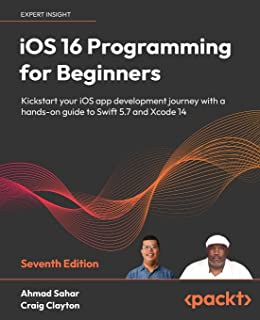 EXPERT INSIGHT
iOS 16 Programming
for Beginners
Kickstart your iOS app development journey with a
hands-on guide to Swift 5.7 and Xcode 14
Seventh Edition
Ahmad Sahar
Craig Clayton
<packt>